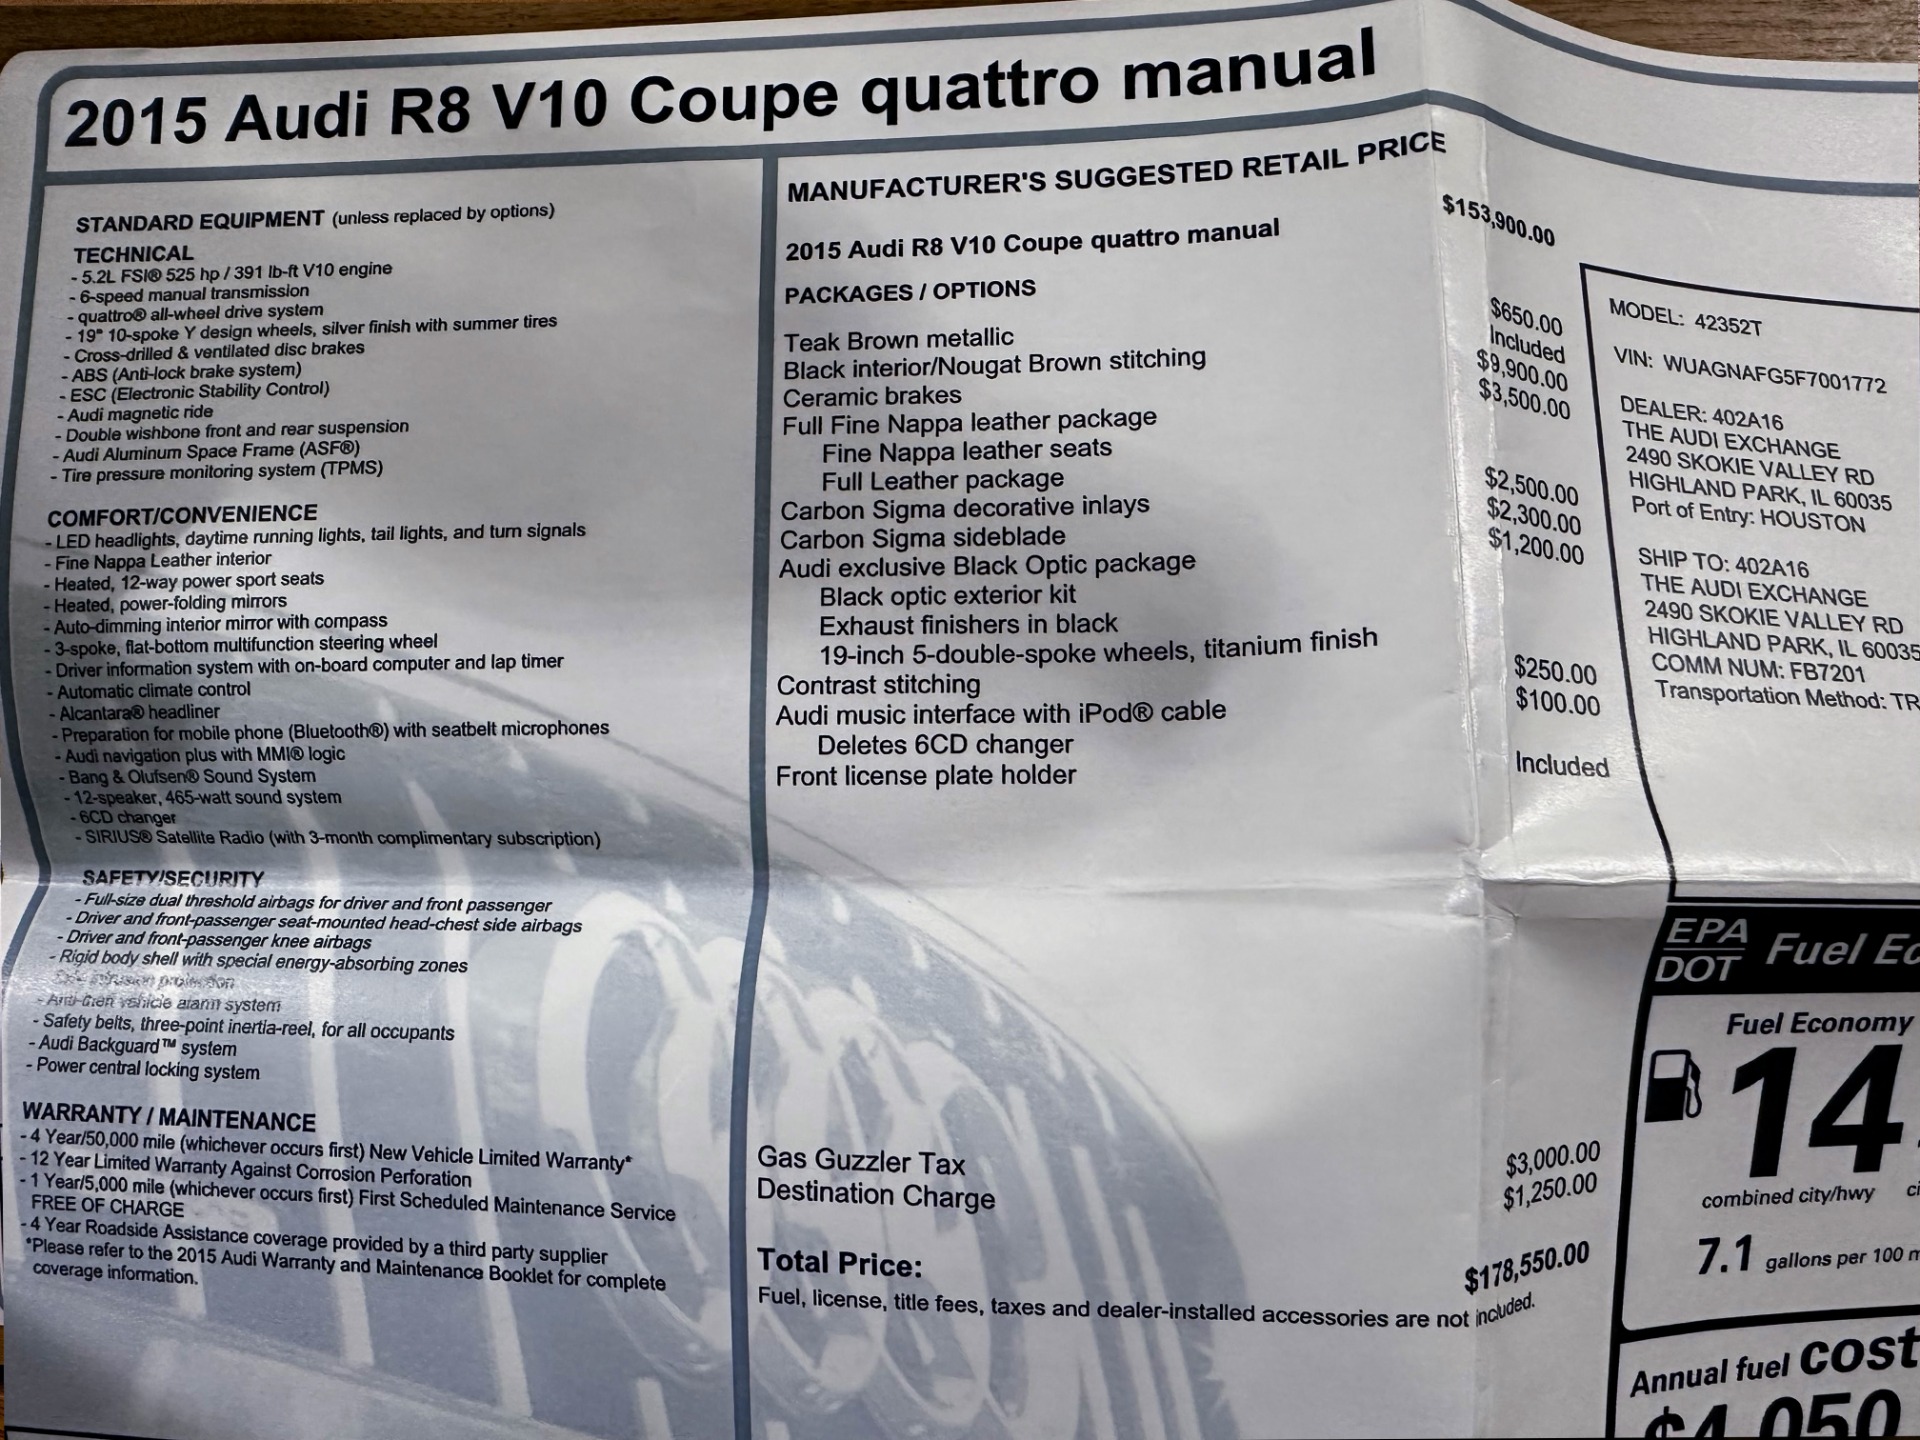 2015 Audi R8 V10 Coupe quattro manual
STANDARD EQUIPMENT (unless replaced by options)
TECHNICAL
- 5.2L FSI® 525 hp / 391 lb-ft V10 engine
- 6-speed manual transmission
- quattro® all-wheel drive system
- 19" 10-spoke Y design wheels, silver finish with summer tires
- Cross-drilled & ventilated disc brakes
- ABS (Anti-lock brake system)
- ESC (Electronic Stability Control)
- Audi magnetic ride
- Double wishbone front and rear suspension
- Audi Aluminum Space Frame (ASF®)
- Tire pressure monitoring system (TPMS)
COMFORT/CONVENIENCE
- LED headlights, daytime running lights, tail lights, and turn signals
- Fine Nappa Leather interior
- Heated, 12-way power sport seats
- Heated, power-folding mirrors
- Auto-dimming interior mirror with compass
- 3-spoke, flat-bottom multifunction steering wheel
- Driver information system with on-board computer and lap timer
- Automatic climate control
- Alcantara® headliner
- Preparation for mobile phone (Bluetooth®) with seatbelt microphones
- Audi navigation plus with MMI® logic
- Bang & Olufsen® Sound System
- 12-speaker, 465-watt sound system
- 6CD changer
- SIRIUS® Satellite Radio (with 3-month complimentary subscription)
SAFETY/SECURITY
- Full-size dual threshold airbags for driver and front passenger
- Driver and front-passenger seat-mounted head-chest side airbags
- Driver and front-passenger knee airbags
- Rigid body shell with special energy-absorbing zones
protection
- Anti-theft vehicle alarm system
- Safety belts, three-point inertia-reel, for all occupants
- Audi Backguard™ system
- Power central locking system
WARRANTY / MAINTENANCE
- 4 Year/50,000 mile (whichever occurs first) New Vehicle Limited Warranty*
- 12 Year Limited Warranty Against Corrosion Perforation
- 1 Year/5,000 mile (whichever occurs first) First Scheduled Maintenance Service
FREE OF CHARGE
- 4 Year Roadside Assistance coverage provided by a third party supplier
*Please refer to the 2015 Audi Warranty and Maintenance Booklet for complete
coverage information.
MANUFACTURER'S SUGGESTED RETAIL PRICE
2015 Audi R8 V10 Coupe quattro manual $153,900.00
PACKAGES / OPTIONS
Teak Brown metallic $650.00
Black interior/Nougat Brown stitching Included
Ceramic brakes $9,900.00
Full Fine Nappa leather package $3,500.00
Fine Nappa leather seats
Full Leather package
Carbon Sigma decorative inlays $2,500.00
Carbon Sigma sideblade $2,300.00
Audi exclusive Black Optic package $1,200.00
Black optic exterior kit
Exhaust finishers in black
19-inch 5-double-spoke wheels, titanium finish
Contrast stitching $250.00
Audi music interface with iPod® cable $100.00
Deletes 6CD changer
Front license plate holder Included
Gas Guzzler Tax $3,000.00
Destination Charge $1,250.00
Total Price: $178,550.00
Fuel, license, title fees, taxes and dealer-installed accessories are not included.
MODEL: 42352T
VIN: WUAGNAFG5F7001772
DEALER: 402A16
THE AUDI EXCHANGE
2490 SKOKIE VALLEY RD
HIGHLAND PARK, IL 60035
Port of Entry: HOUSTON
SHIP TO: 402A16
THE AUDI EXCHANGE
2490 SKOKIE VALLEY RD
HIGHLAND PARK, IL 60035
COMM NUM: FB7201
Transportation Method: TR
EPA
DOT Fuel Ec
Fuel Economy
14
combined city/hwy ci
7.1 gallons per 100 m
Annual fuel cost
$4,050